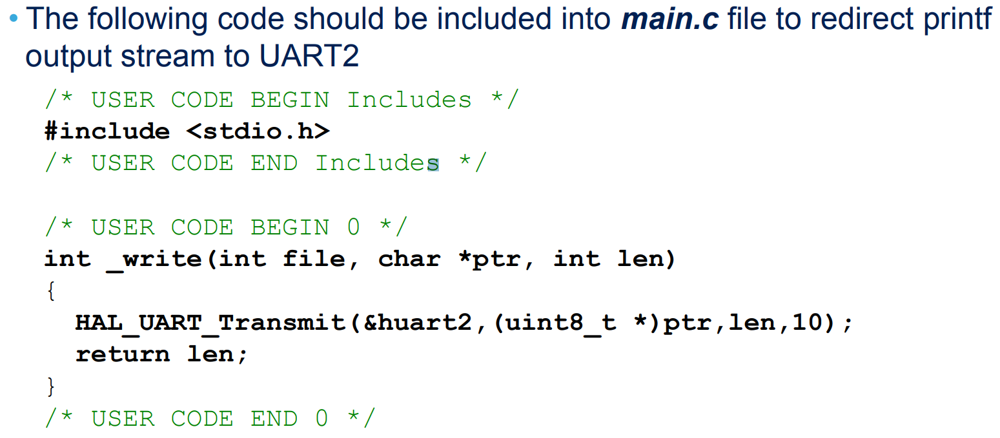 • The following code should be included into main.c file to redirect printf
output stream to UART2
/* USER CODE BEGIN Includes */
#include <stdio.h>
/* USER CODE END Includes */
/* USER CODE BEGIN 0 */
int _write(int file, char *ptr, int len)
{
HAL_UART_Transmit(&huart2,(uint8_t *)ptr,len,10);
return len;
}
/* USER CODE END 0 */